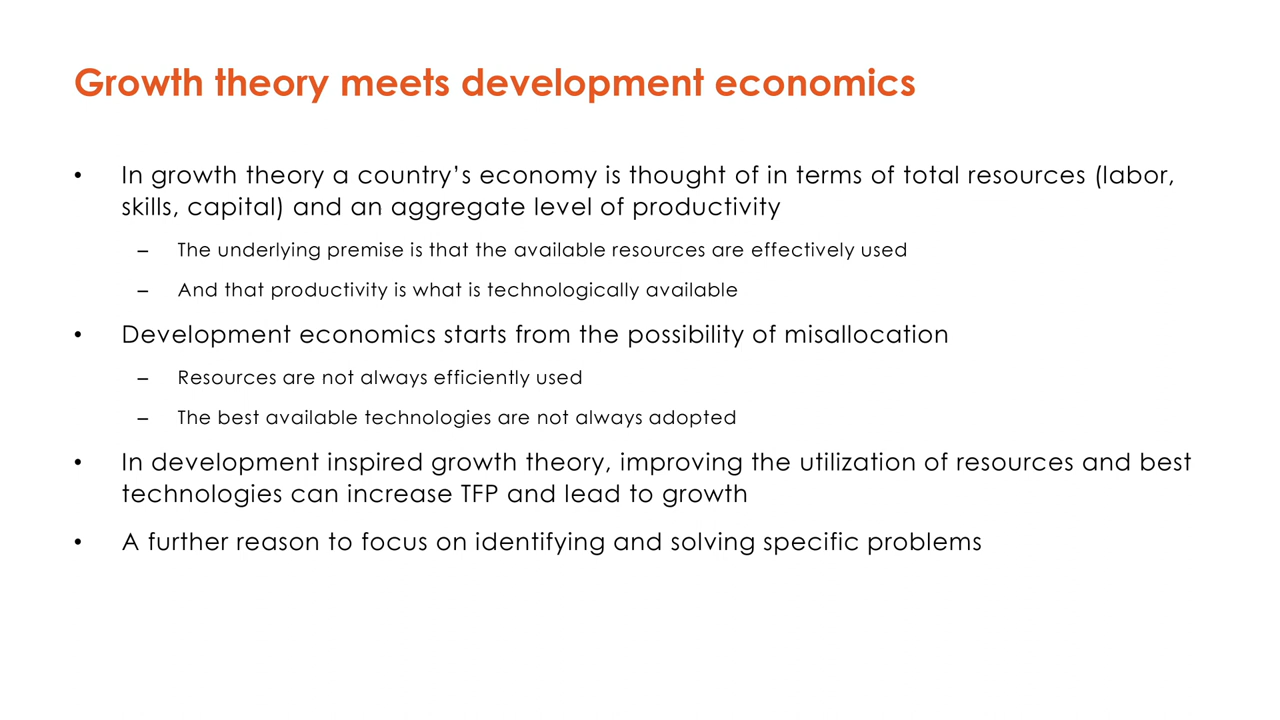 Growth theory meets development economics
• In growth theory a country’s economy is thought of in terms of total resources (labor,
skills, capital) and an aggregate level of productivity
– The underlying premise is that the available resources are effectively used
– And that productivity is what is technologically available
• Development economics starts from the possibility of misallocation
– Resources are not always efficiently used
– The best available technologies are not always adopted
• In development inspired growth theory, improving the utilization of resources and best
technologies can increase TFP and lead to growth
• A further reason to focus on identifying and solving specific problems